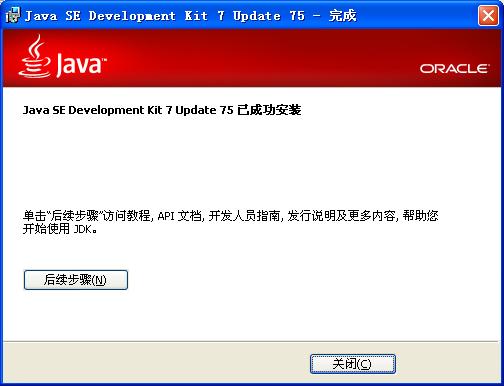 Java SE Development Kit 7 Update 75 - 完成
Java™
ORACLE®
Java SE Development Kit 7 Update 75 已成功安装
单击“后续步骤”访问教程, API 文档, 开发人员指南, 发行说明及更多内容, 帮助您
开始使用 JDK。
后续步骤(N)
关闭(C)